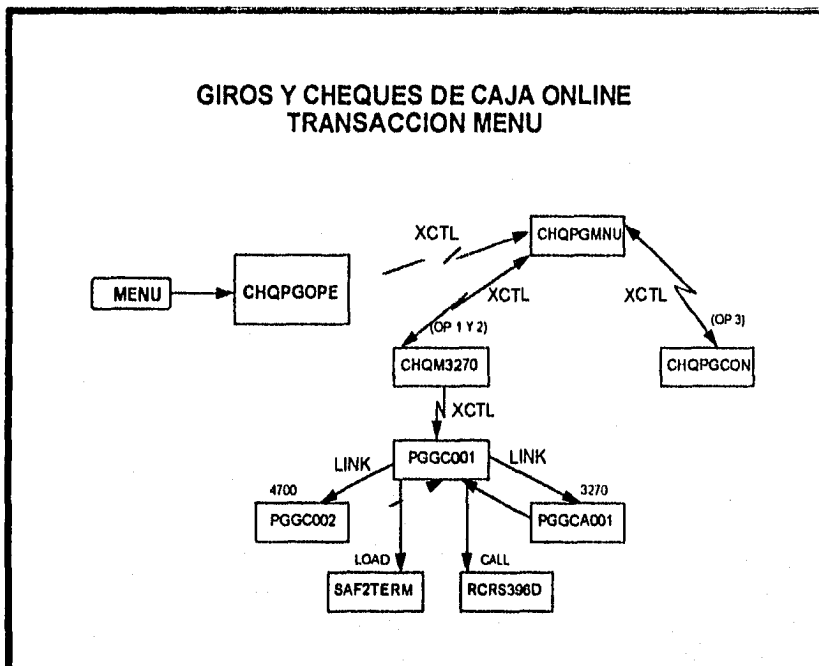 GIROS Y CHEQUES DE CAJA ONLINE
TRANSACCION MENU
XCTL
CHQPGMNU
MENU
CHQPGOPE
XCTL
XCTL
(OP 1 Y 2)
(OP 3)
CHQM3270
CHQPGCON
XCTL
LINK
PGGC001
LINK
4700
3270
PGGC002
PGGCA001
LOAD
CALL
SAF2TERM
RCRS396D